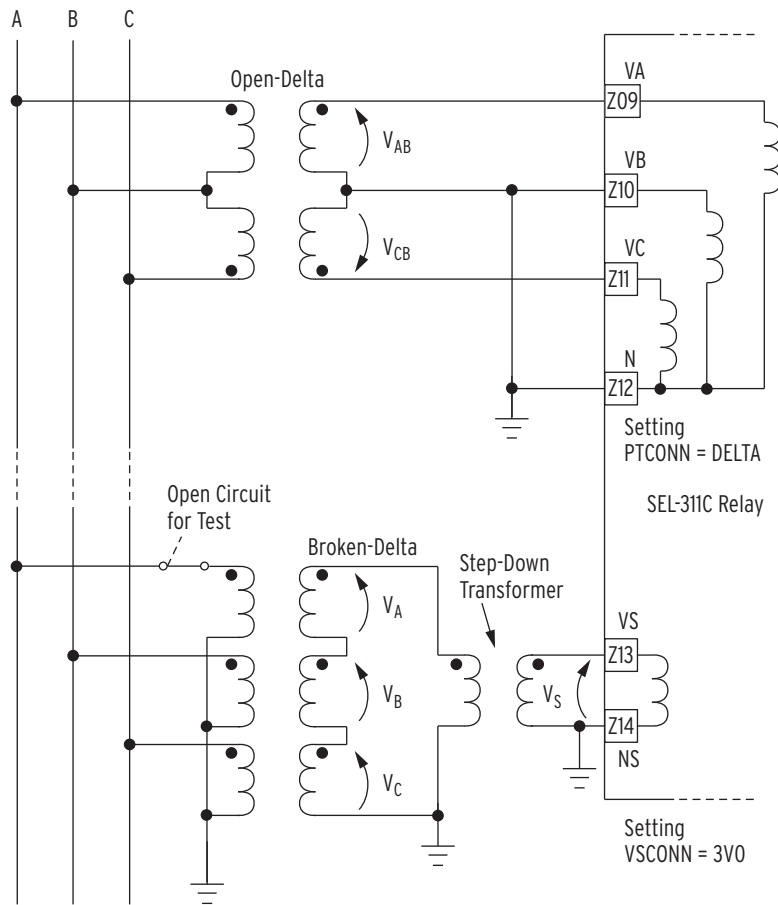 A
B
C
Open-Delta
VA
Z09
VAB
VB
Z10
VCB
VC
Z11
N
Z12
Setting
PTCONN = DELTA
SEL-311C Relay
Open Circuit
for Test
Broken-Delta
Step-Down
Transformer
VA
VS
Z13
VB
VS
Z14
NS
VC
Setting
VSCONN = 3V0